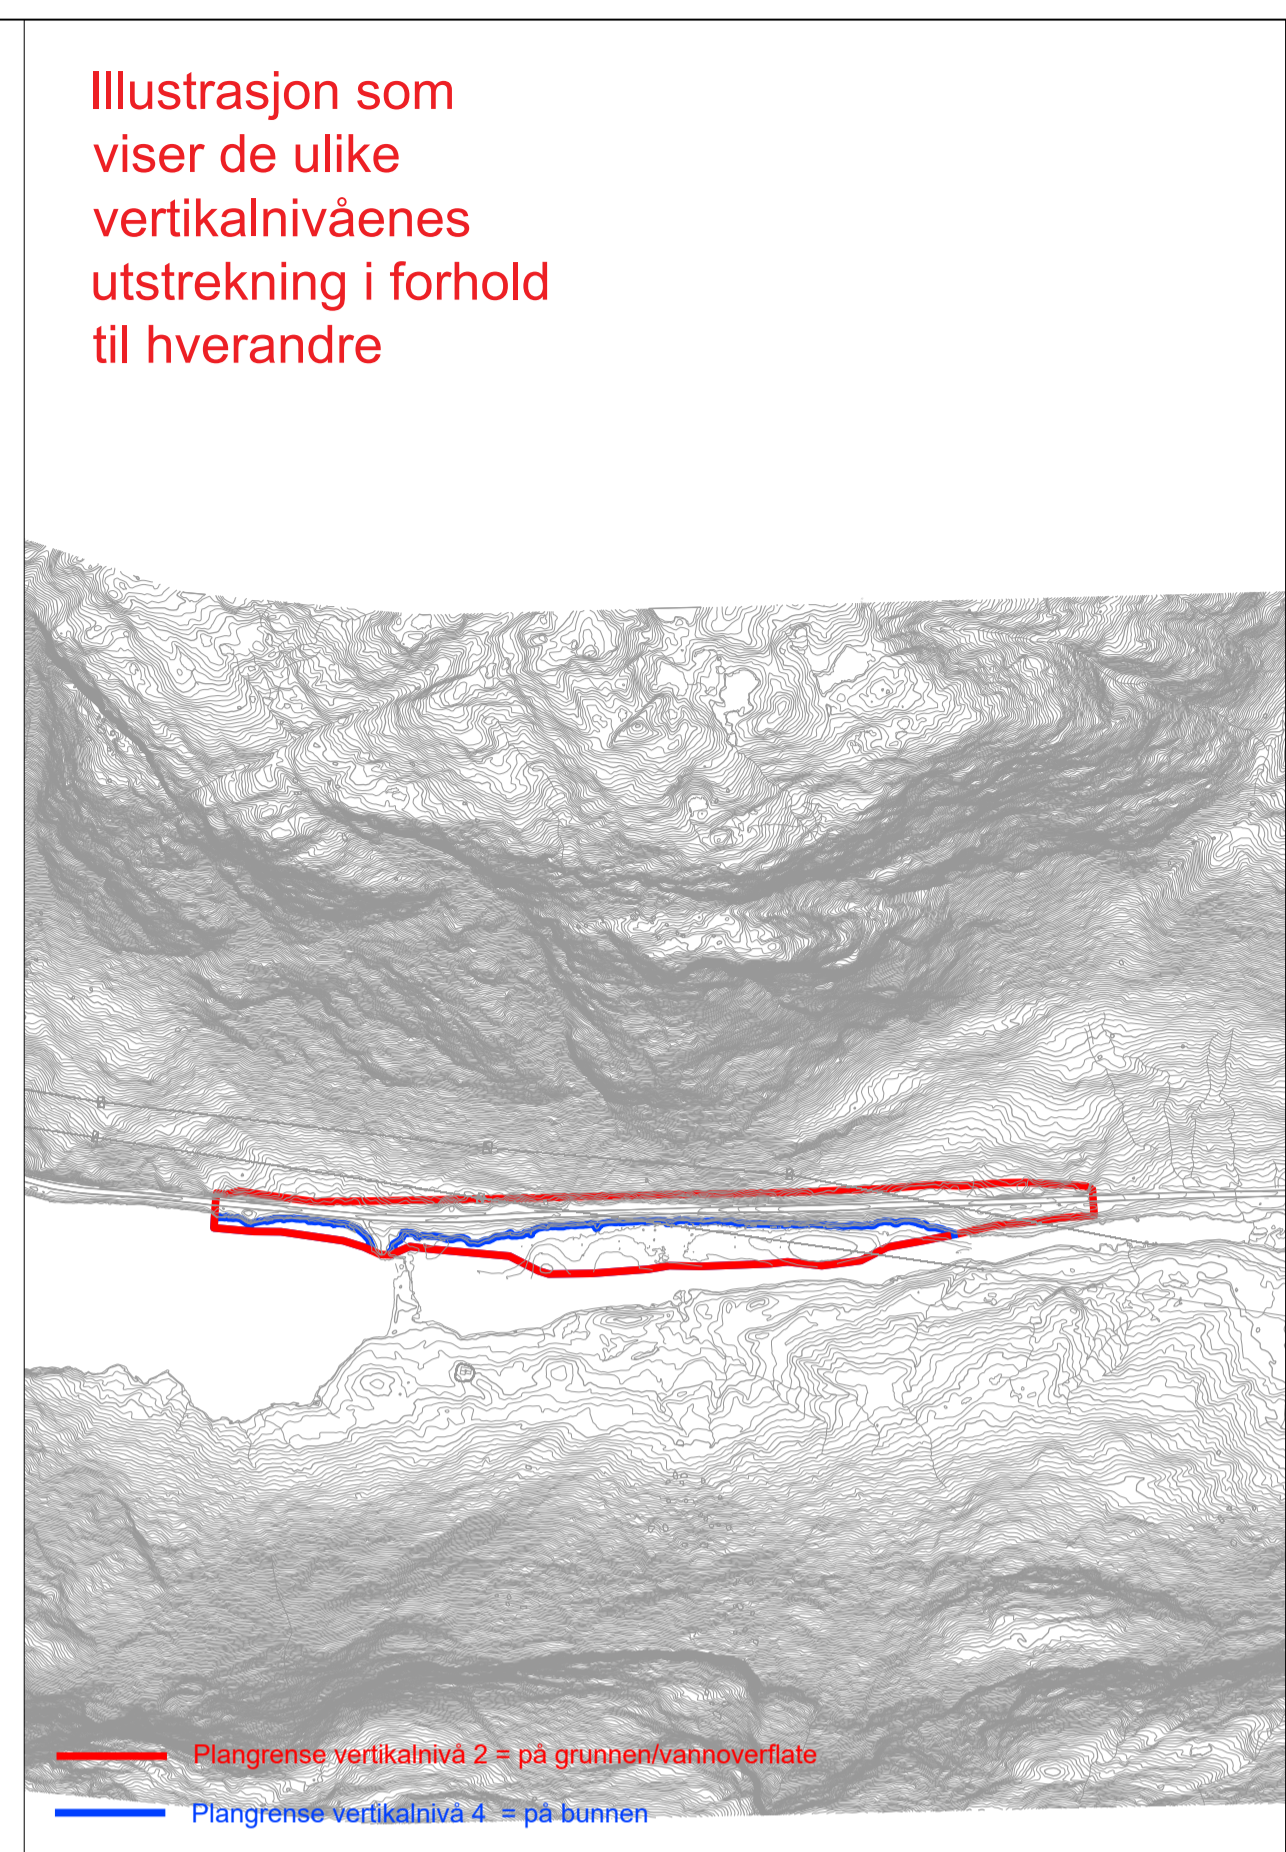 Illustrasjon som
viser de ulike
vertikalnivåenes
utstrekning i forhold
til hverandre
Plangrense vertikalnivå 2 = på grunnen/vannoverflate
Plangrense vertikalnivå 4 = på bunnen